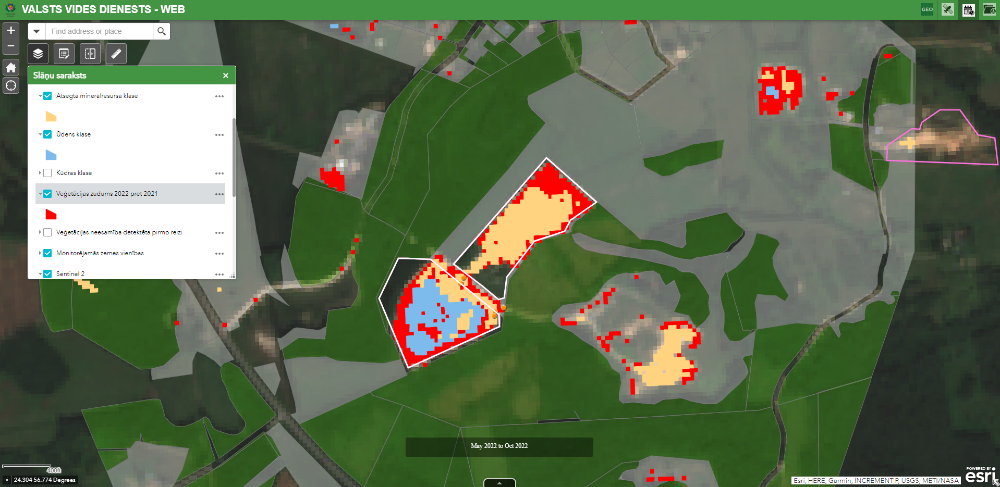 VALSTS VIDES DIENESTS - WEB
GEO
Find address or place
Slāņu saraksts
Atsegtā minerālresursa klase
Ūdens klase
Kūdras klase
Veģetācijas zudums 2022 pret 2021
Veģetācijas neesamība detektēta pirmo reizi
Monitorējamās zemes vienības
Sentinel 2
May 2022 to Oct 2022
400ft
24.304 56.774 Degrees
Esri, HERE, Garmin, INCREMENT P, USGS, METI/NASA
POWERED BY
esri